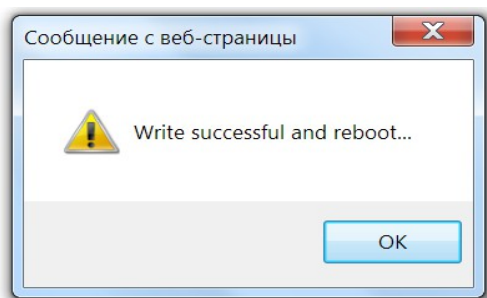 Сообщение с веб-страницы
Write successful and reboot...
OK